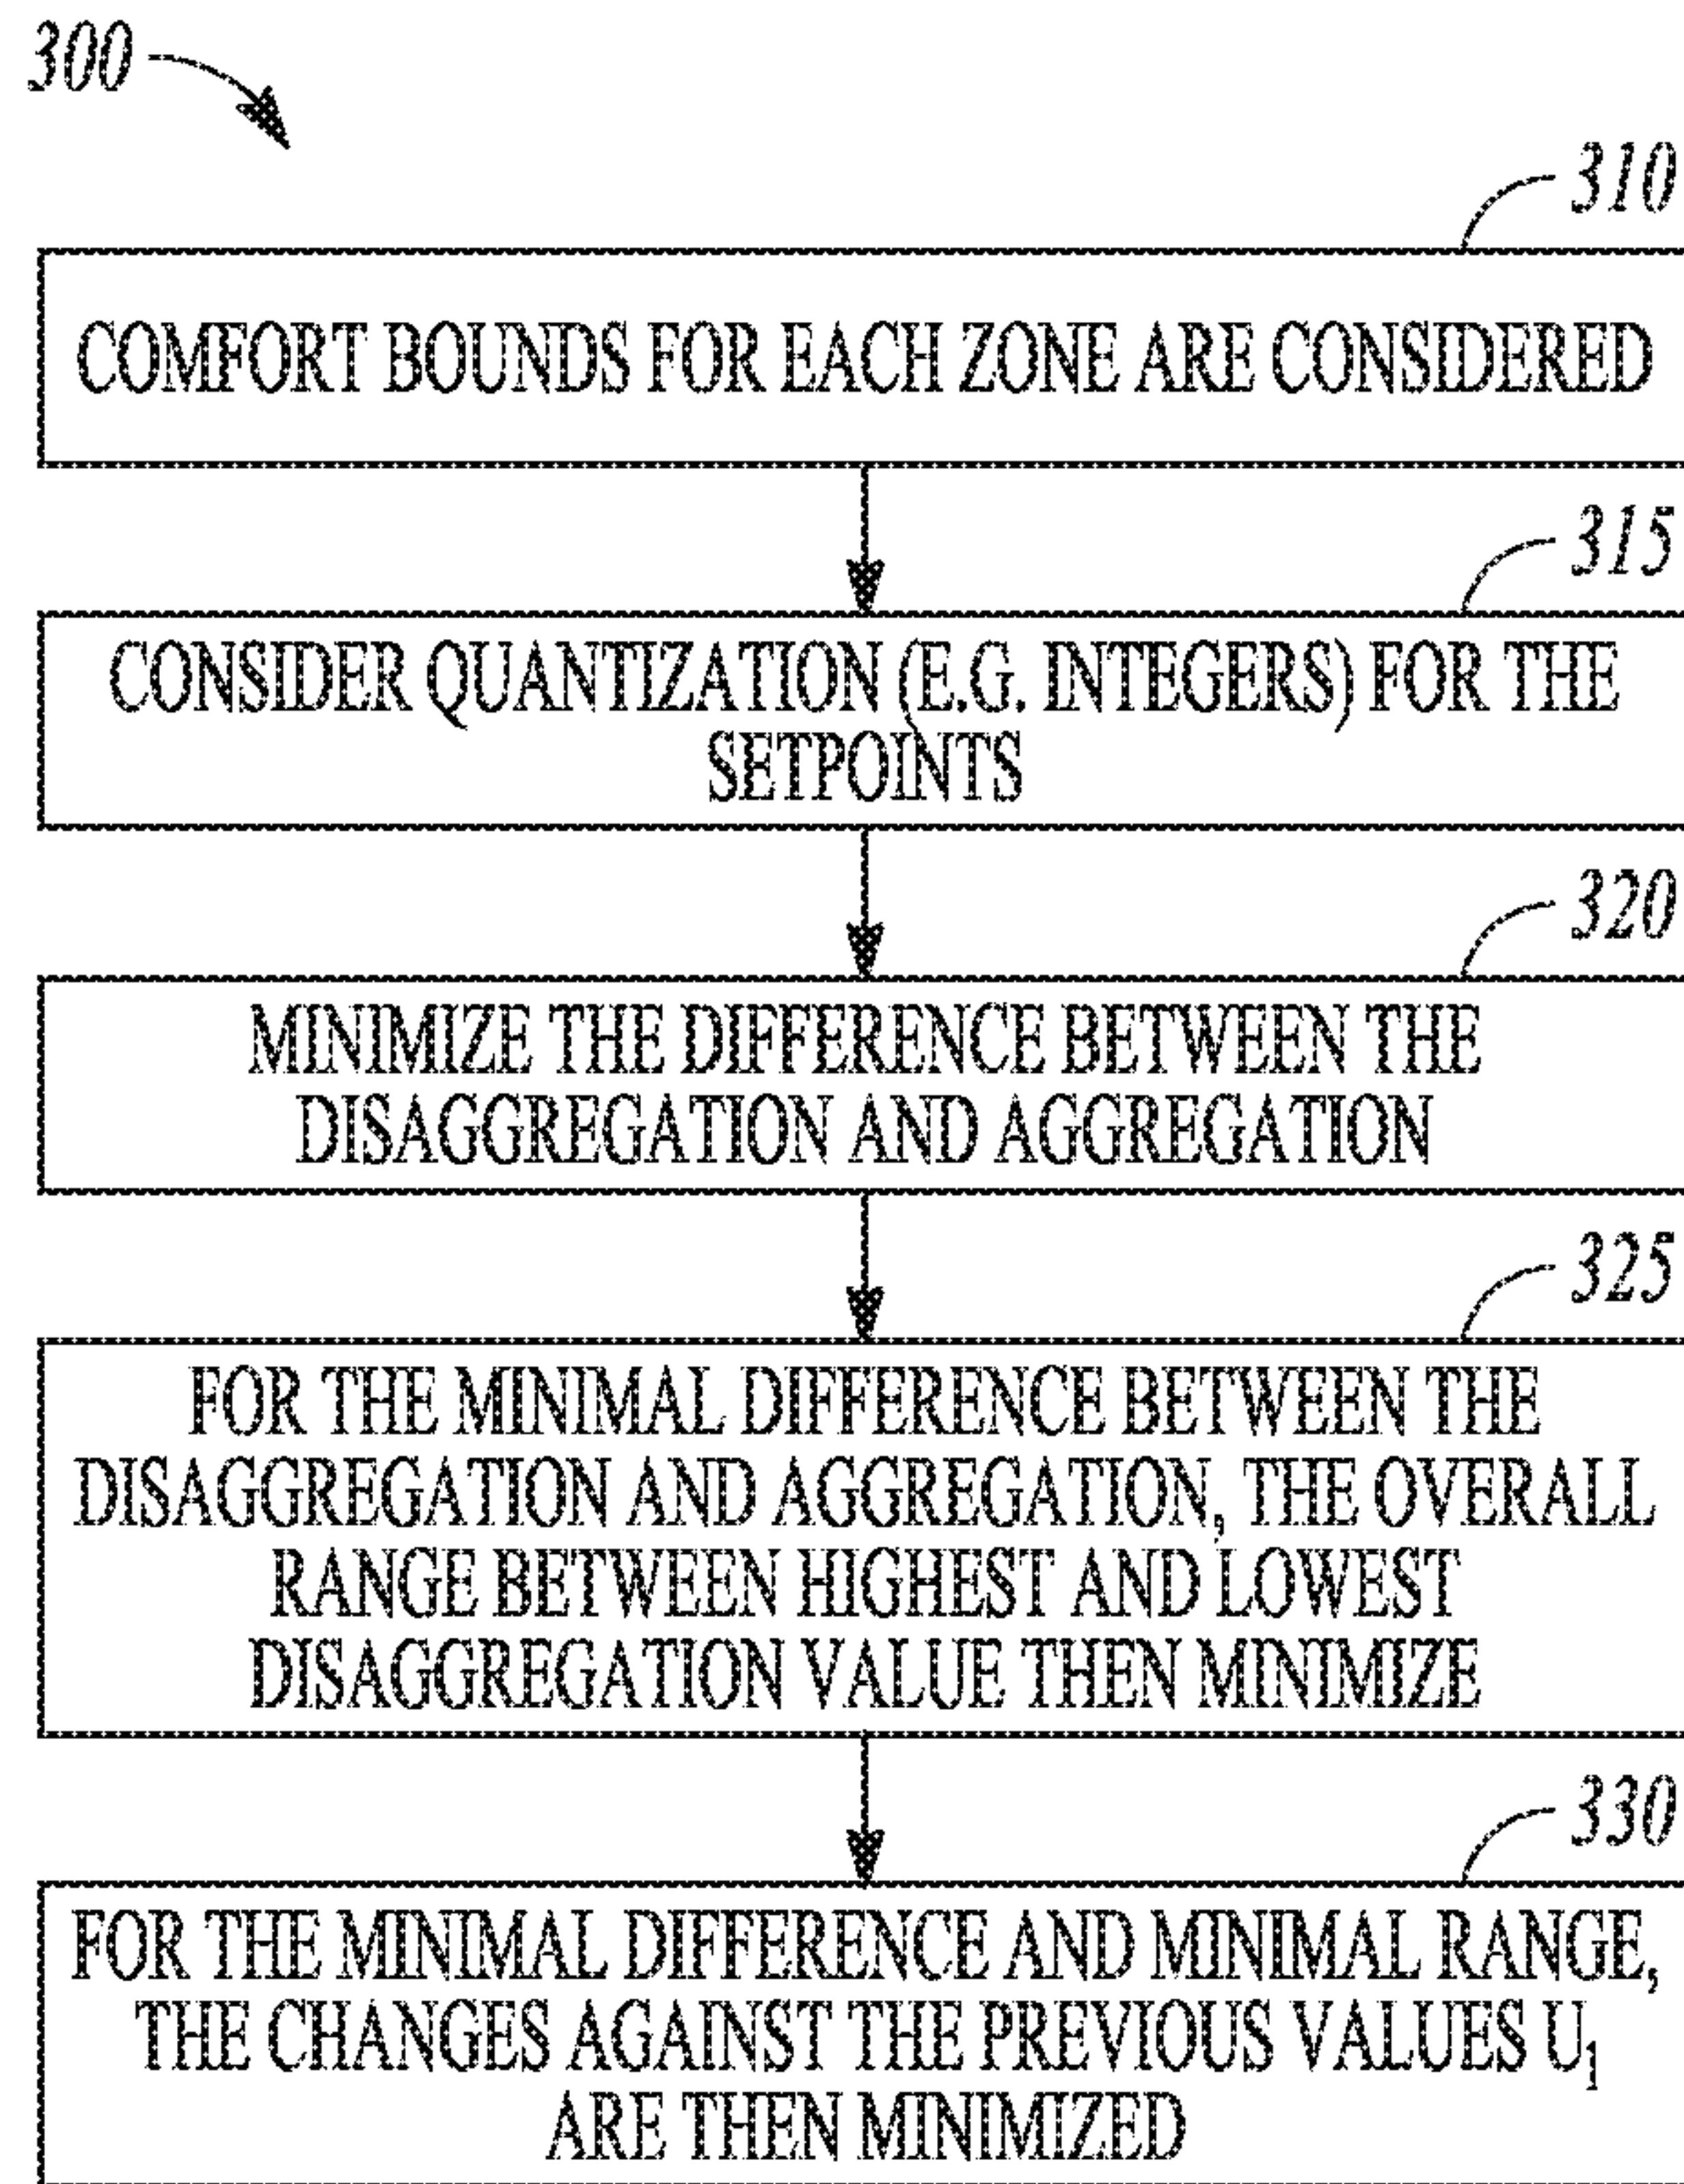 300
310
COMFORT BOUNDS FOR EACH ZONE ARE CONSIDERED
315
CONSIDER QUANTIZATION (E.G. INTEGERS) FOR THE
SETPOINTS
320
MINIMIZE THE DIFFERENCE BETWEEN THE
DISAGGREGATION AND AGGREGATION
325
FOR THE MINIMAL DIFFERENCE BETWEEN THE
DISAGGREGATION AND AGGREGATION, THE OVERALL
RANGE BETWEEN HIGHEST AND LOWEST
DISAGGREGATION VALUE THEN MINIMIZE
330
FOR THE MINIMAL DIFFERENCE AND MINIMAL RANGE,
THE CHANGES AGAINST THE PREVIOUS VALUES U₁
ARE THEN MINIMIZED